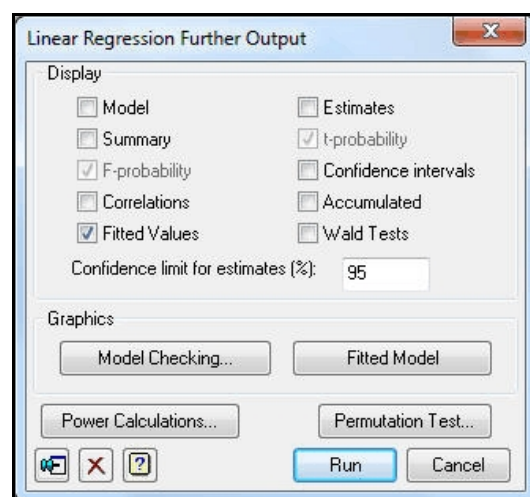 Linear Regression Further Output
Display
Model
Estimates
Summary
t-probability
F-probability
Confidence intervals
Correlations
Accumulated
Fitted Values
Wald Tests
Confidence limit for estimates (%):
95
Graphics
Model Checking...
Fitted Model
Power Calculations...
Permutation Test...
Run
Cancel